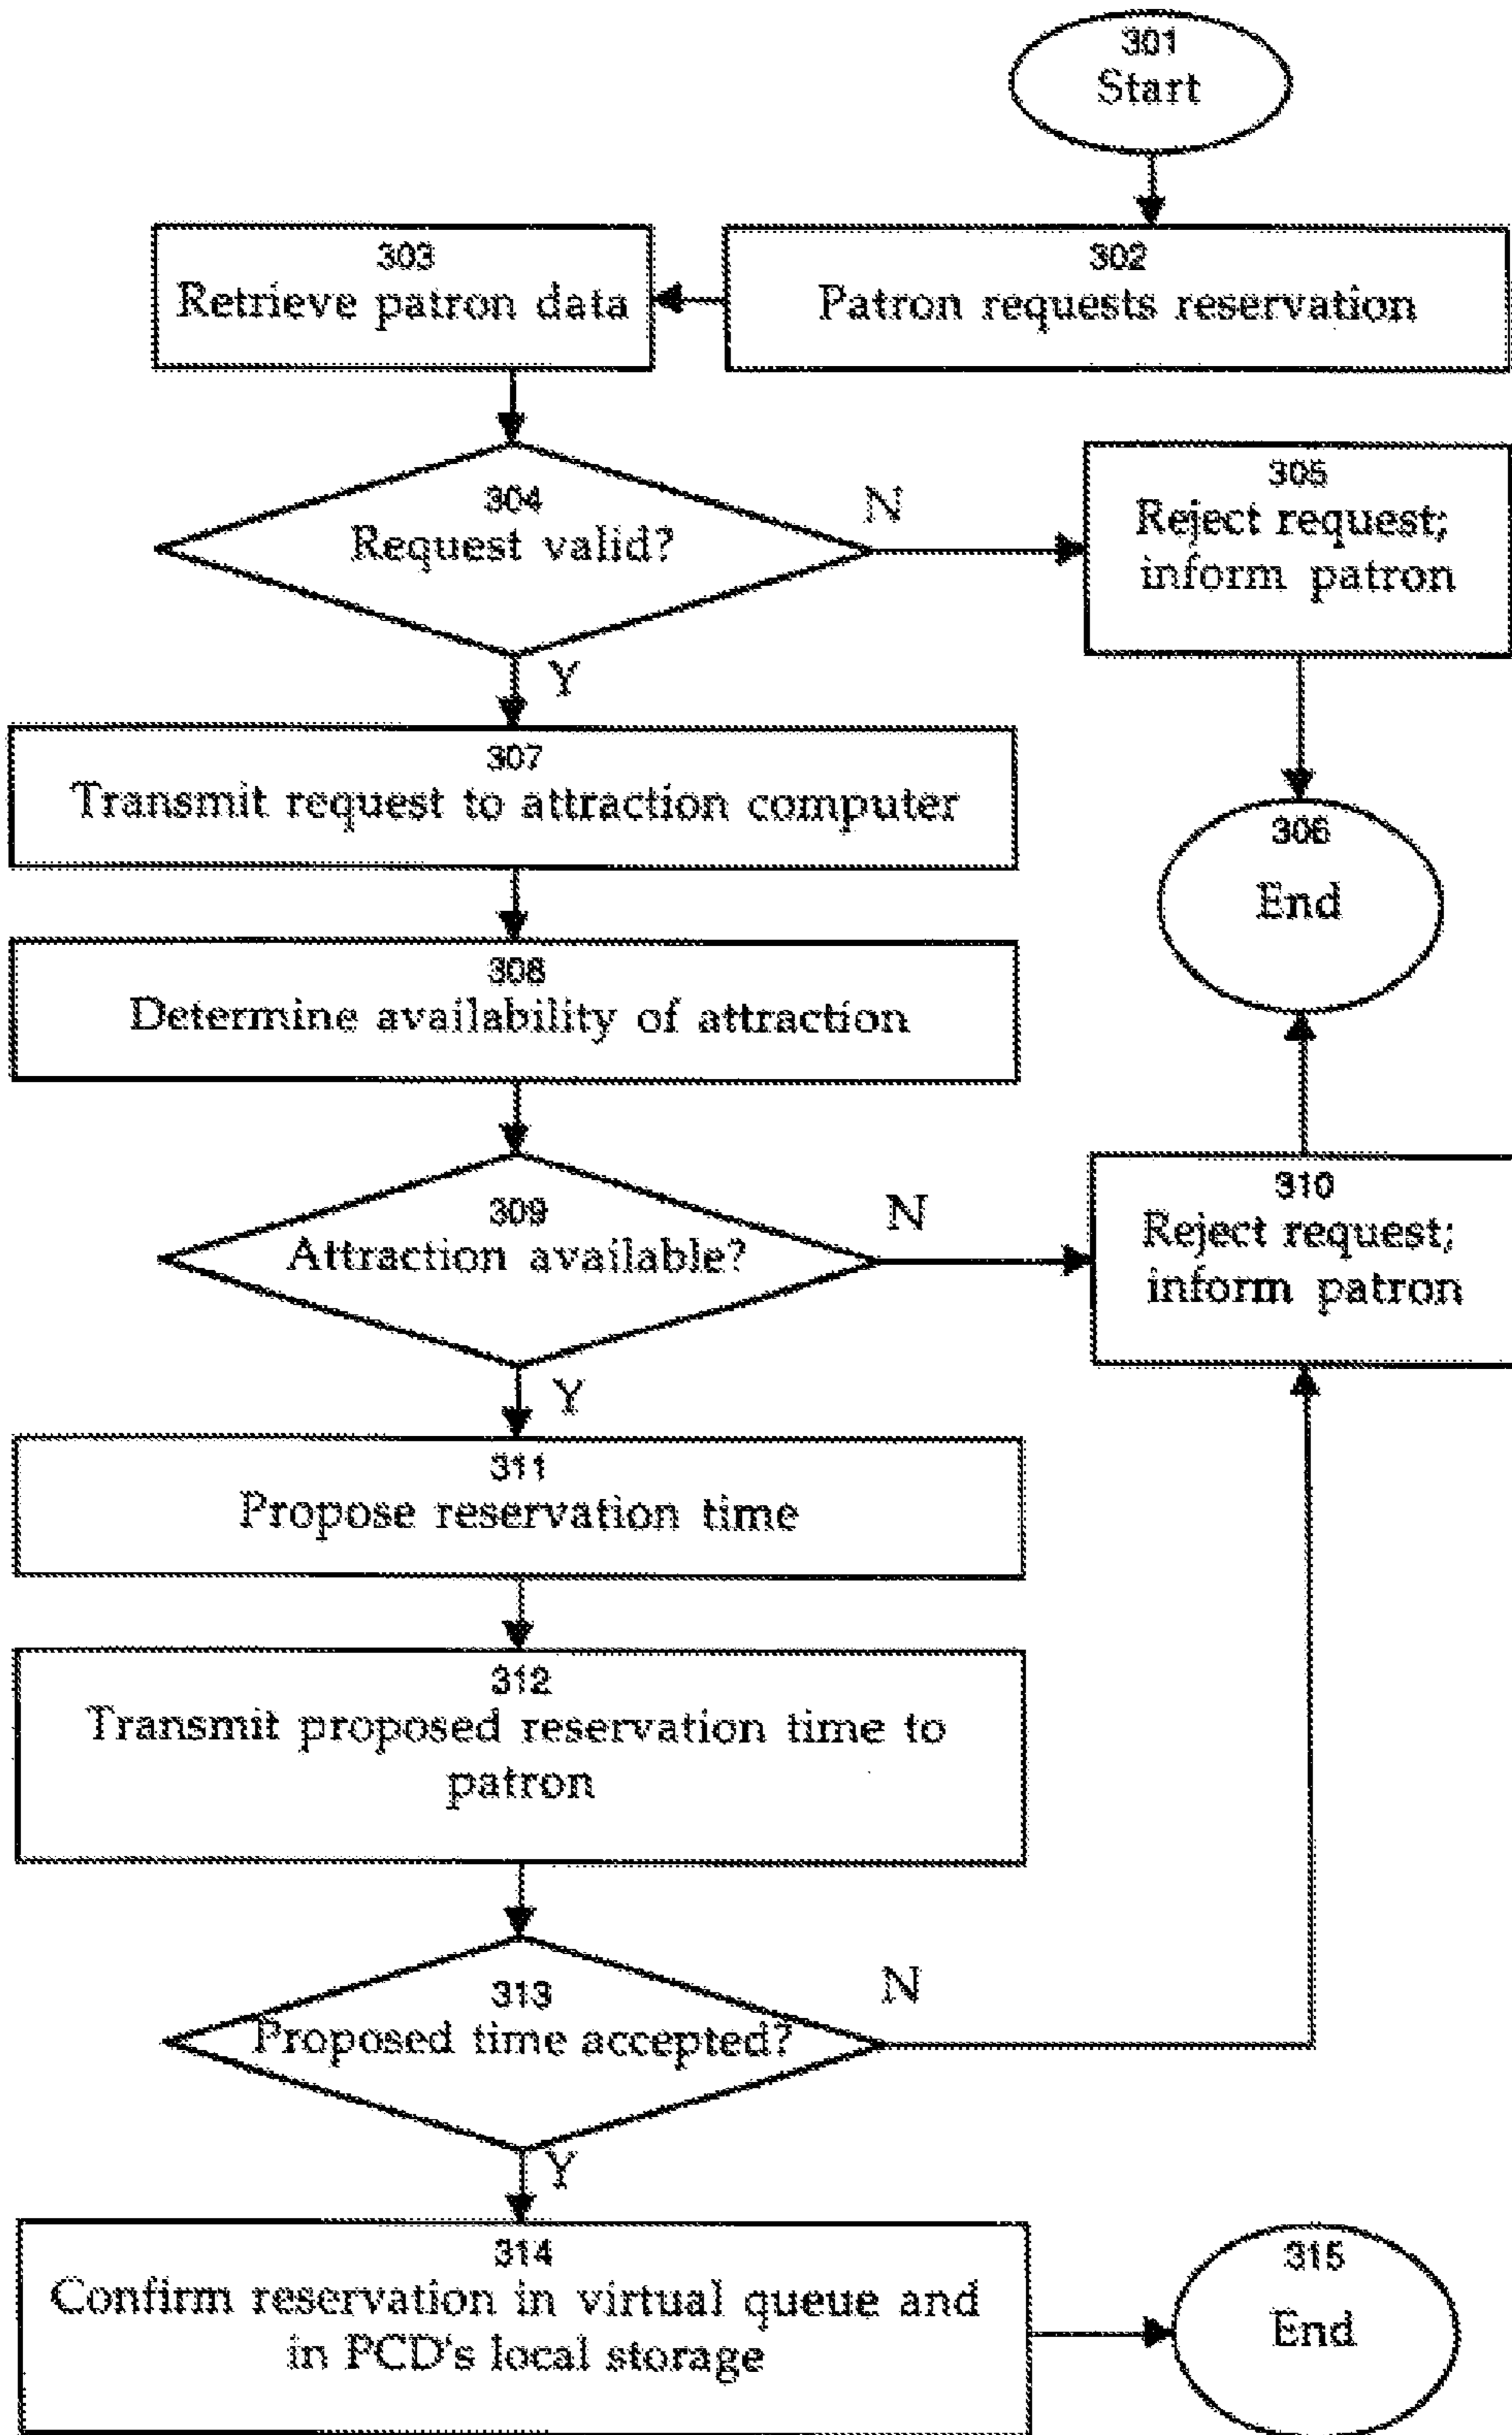 301
Start
303
Retrieve patron data
302
Patron requests reservation
304
Request valid?
N
305
Reject request;
inform patron
Y
307
Transmit request to attraction computer
306
End
308
Determine availability of attraction
309
Attraction available?
N
310
Reject request;
inform patron
Y
311
Propose reservation time
312
Transmit proposed reservation time to
patron
313
Proposed time accepted?
N
Y
314
Confirm reservation in virtual queue and
in PCD's local storage
315
End